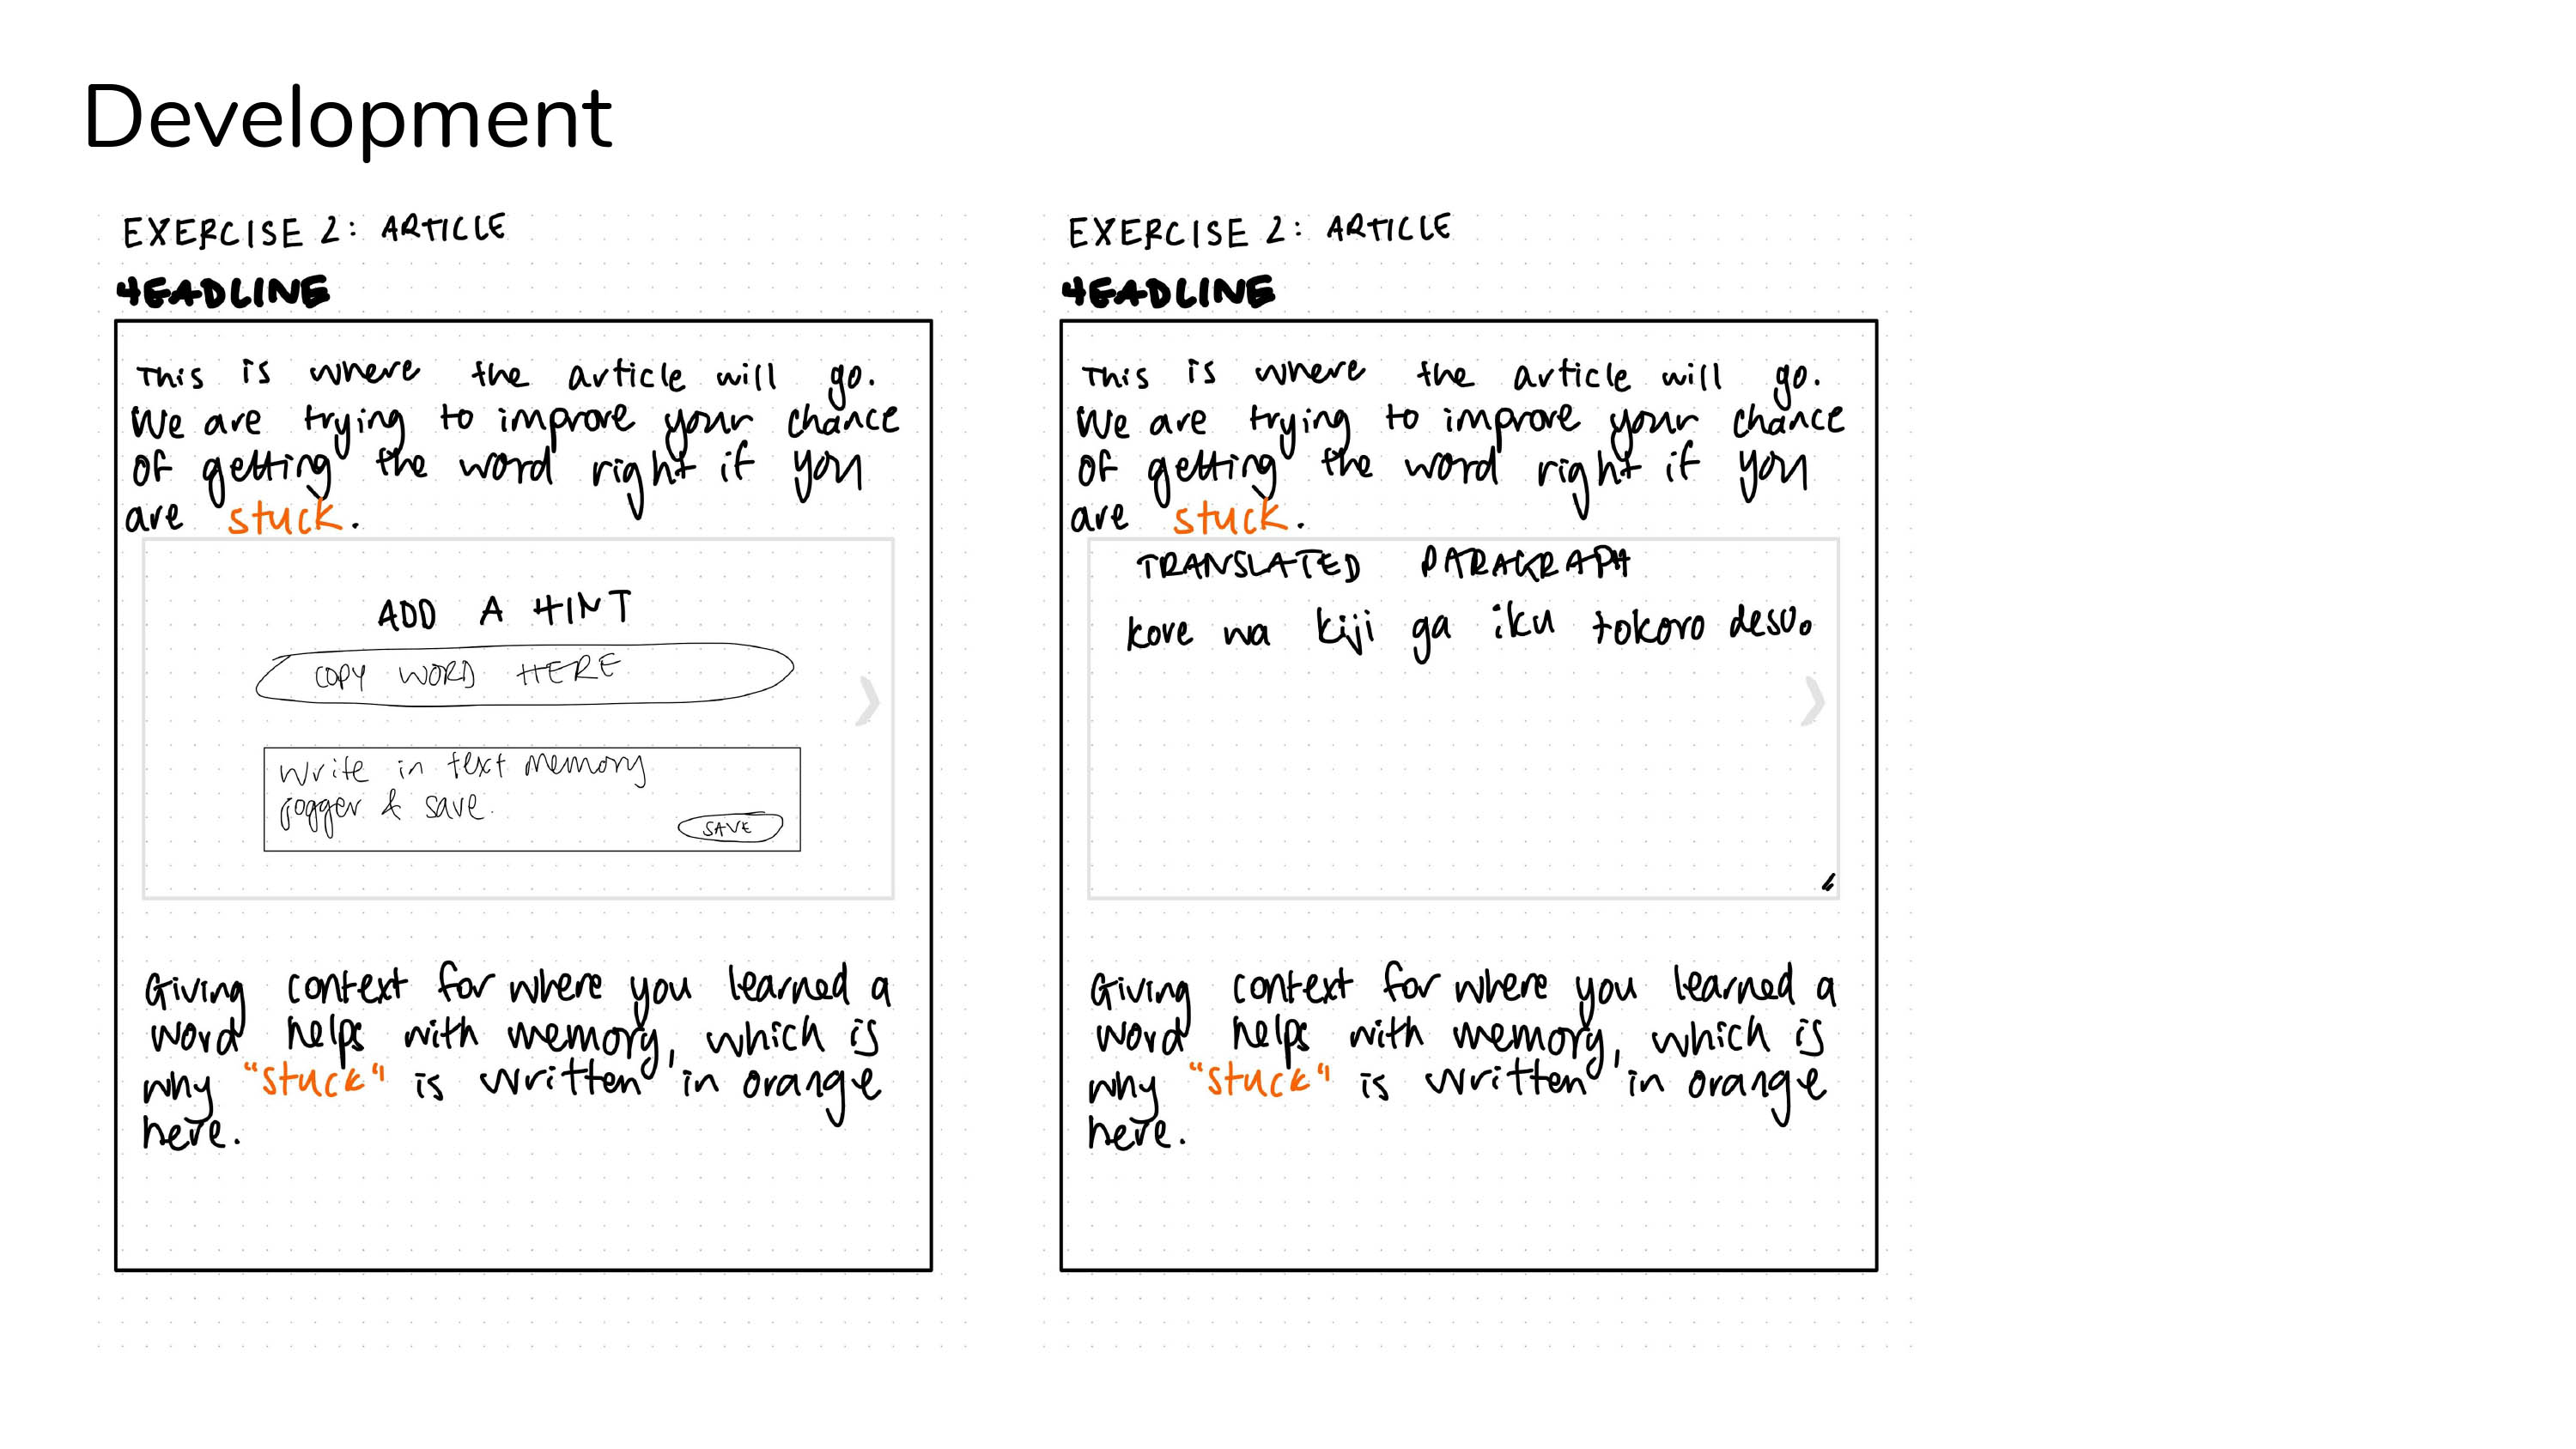 Development
EXERCISE 2: ARTICLE
HEADLINE
This is where the article will go.
We are trying to improve your chance
of getting the word right if you
are stuck.
ADD A HINT
COPY WORD HERE
write in text memory
jogger & save.
SAVE
Giving context for where you learned a
word helps with memory, which is
why "stuck" is written in orange
here.
EXERCISE 2: ARTICLE
HEADLINE
This is where the article will go.
We are trying to improve your chance
of getting the word right if you
are stuck.
TRANSLATED PARAGRAPH
kore wa kiji ga iku tokoro desu.
Giving context for where you learned a
word helps with memory, which is
why "stuck" is written in orange
here.